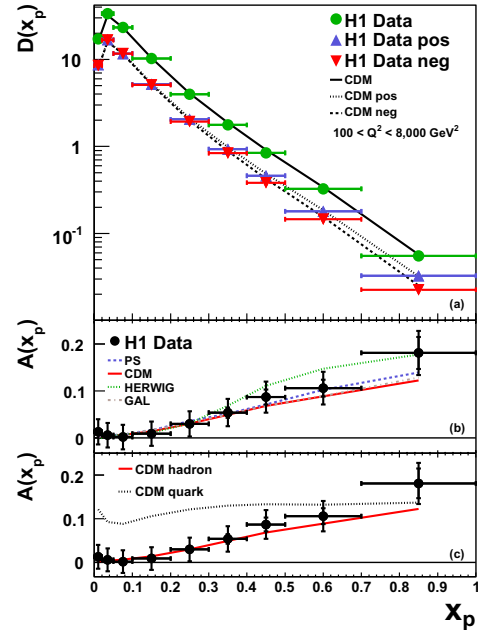 D(x_p)
10
1
10^-1
H1 Data
H1 Data pos
H1 Data neg
CDM
CDM pos
CDM neg
100 < Q² < 8,000 GeV²
(a)
A(x_p)
0.2
0.1
0
H1 Data
PS
CDM
HERWIG
GAL
(b)
A(x_p)
0.2
0.1
0
CDM hadron
CDM quark
(c)
0 0.1 0.2 0.3 0.4 0.5 0.6 0.7 0.8 0.9 1
x_p